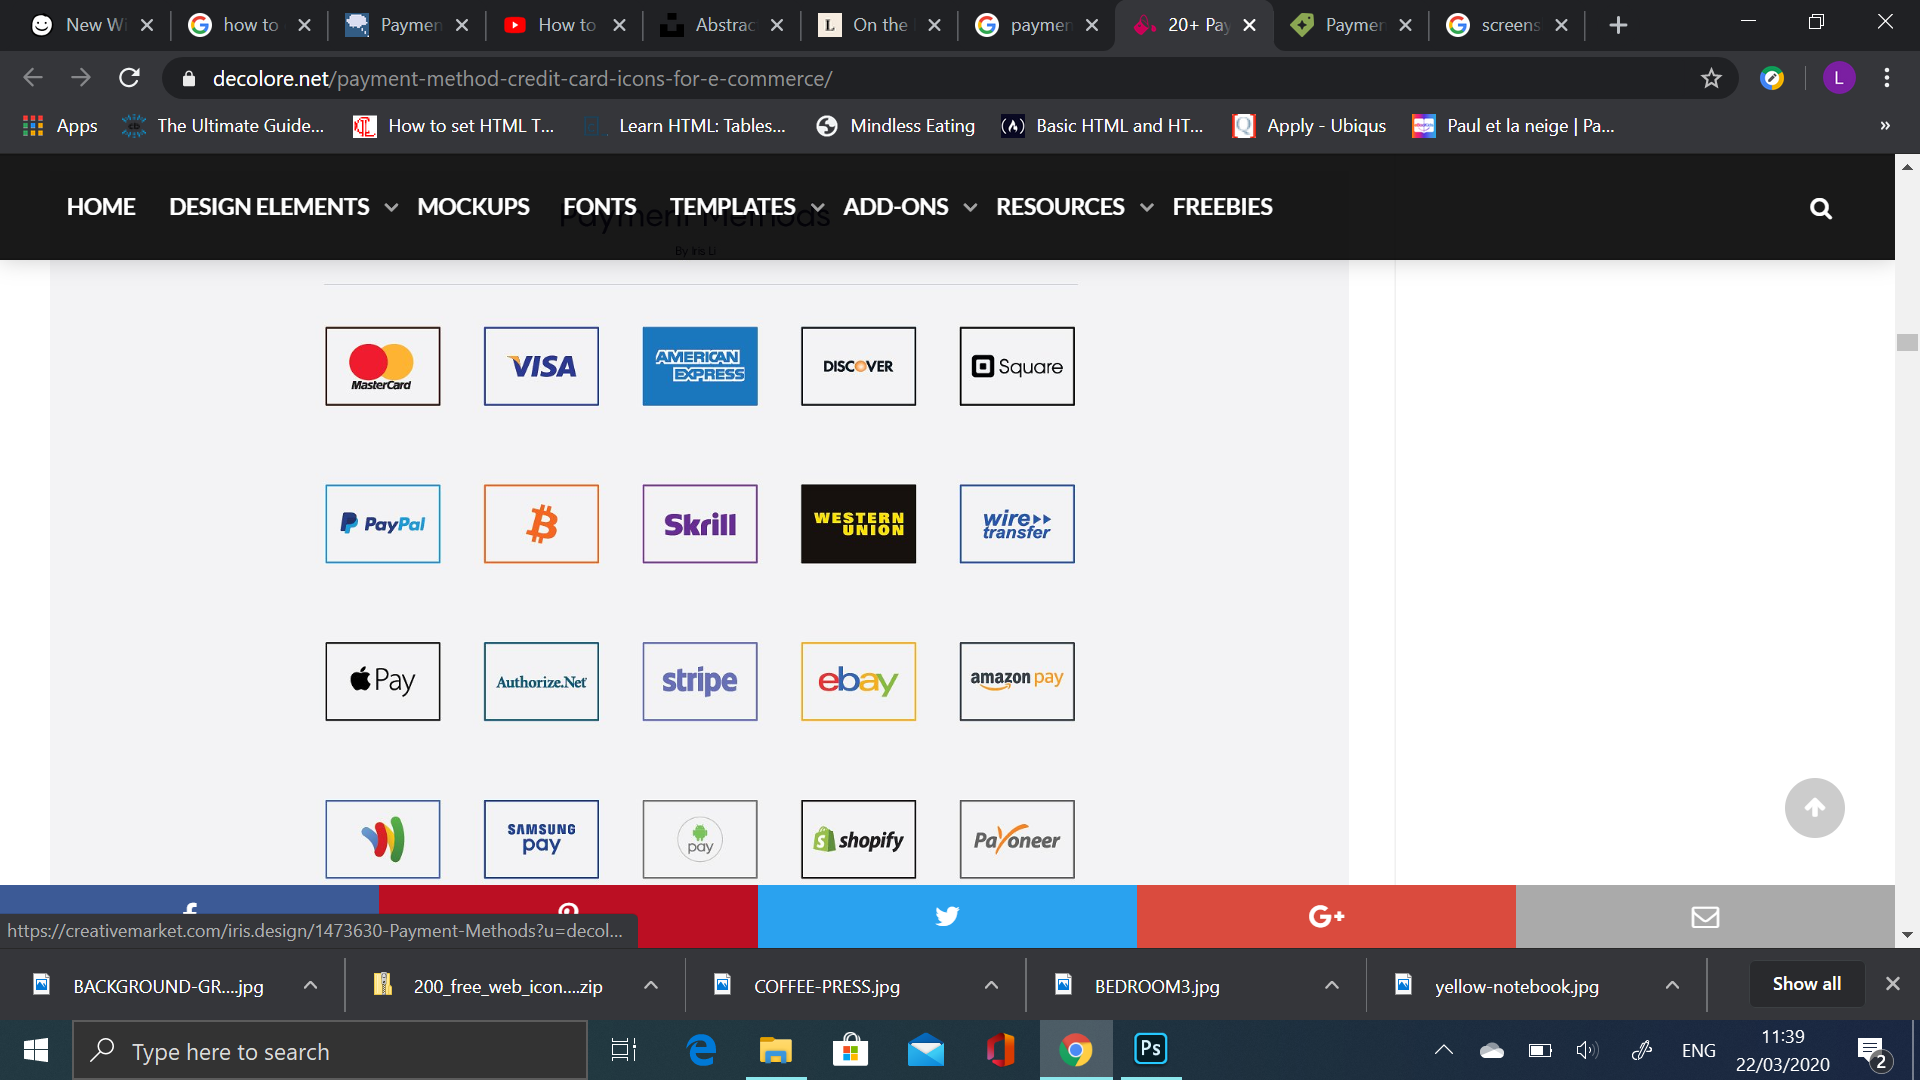 New Wi
how to
Paymen
How to
Abstrac
On the
paymen
20+ Pay
Paymen
screens
decolore.net/payment-method-credit-card-icons-for-e-commerce/
L
Apps
The Ultimate Guide...
How to set HTML T...
Learn HTML: Tables...
Mindless Eating
Basic HTML and HT...
Apply - Ubiqus
Paul et la neige | Pa...
»
HOME DESIGN ELEMENTS MOCKUPS FONTS TEMPLATES ADD-ONS RESOURCES FREEBIES
Payment Methods
By Iris Li
MasterCard
VISA
AMERICAN
EXPRESS
DISCOVER
Square
PayPal
Skrill
WESTERN
UNION
wire
transfer
Pay
Authorize.Net
stripe
ebay
amazon pay
SAMSUNG
pay
pay
shopify
Payoneer
G+
https://creativemarket.com/iris.design/1473630-Payment-Methods?u=decol...
BACKGROUND-GR....jpg
200_free_web_icon....zip
COFFEE-PRESS.jpg
BEDROOM3.jpg
yellow-notebook.jpg
Show all
Type here to search
Ps
ENG
11:39
22/03/2020
2